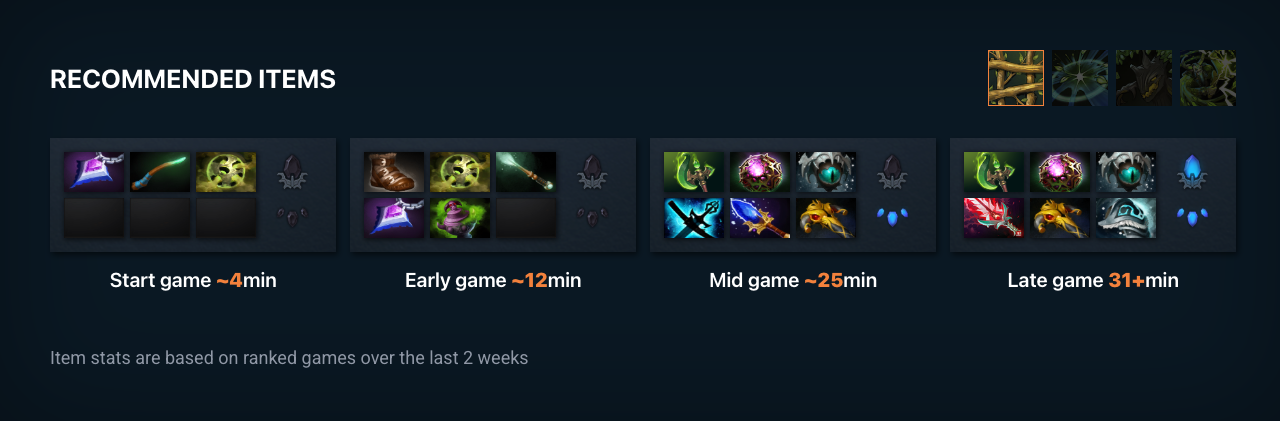 RECOMMENDED ITEMS
Start game ~4min
Early game ~12min
Mid game ~25min
Late game 31+min
Item stats are based on ranked games over the last 2 weeks